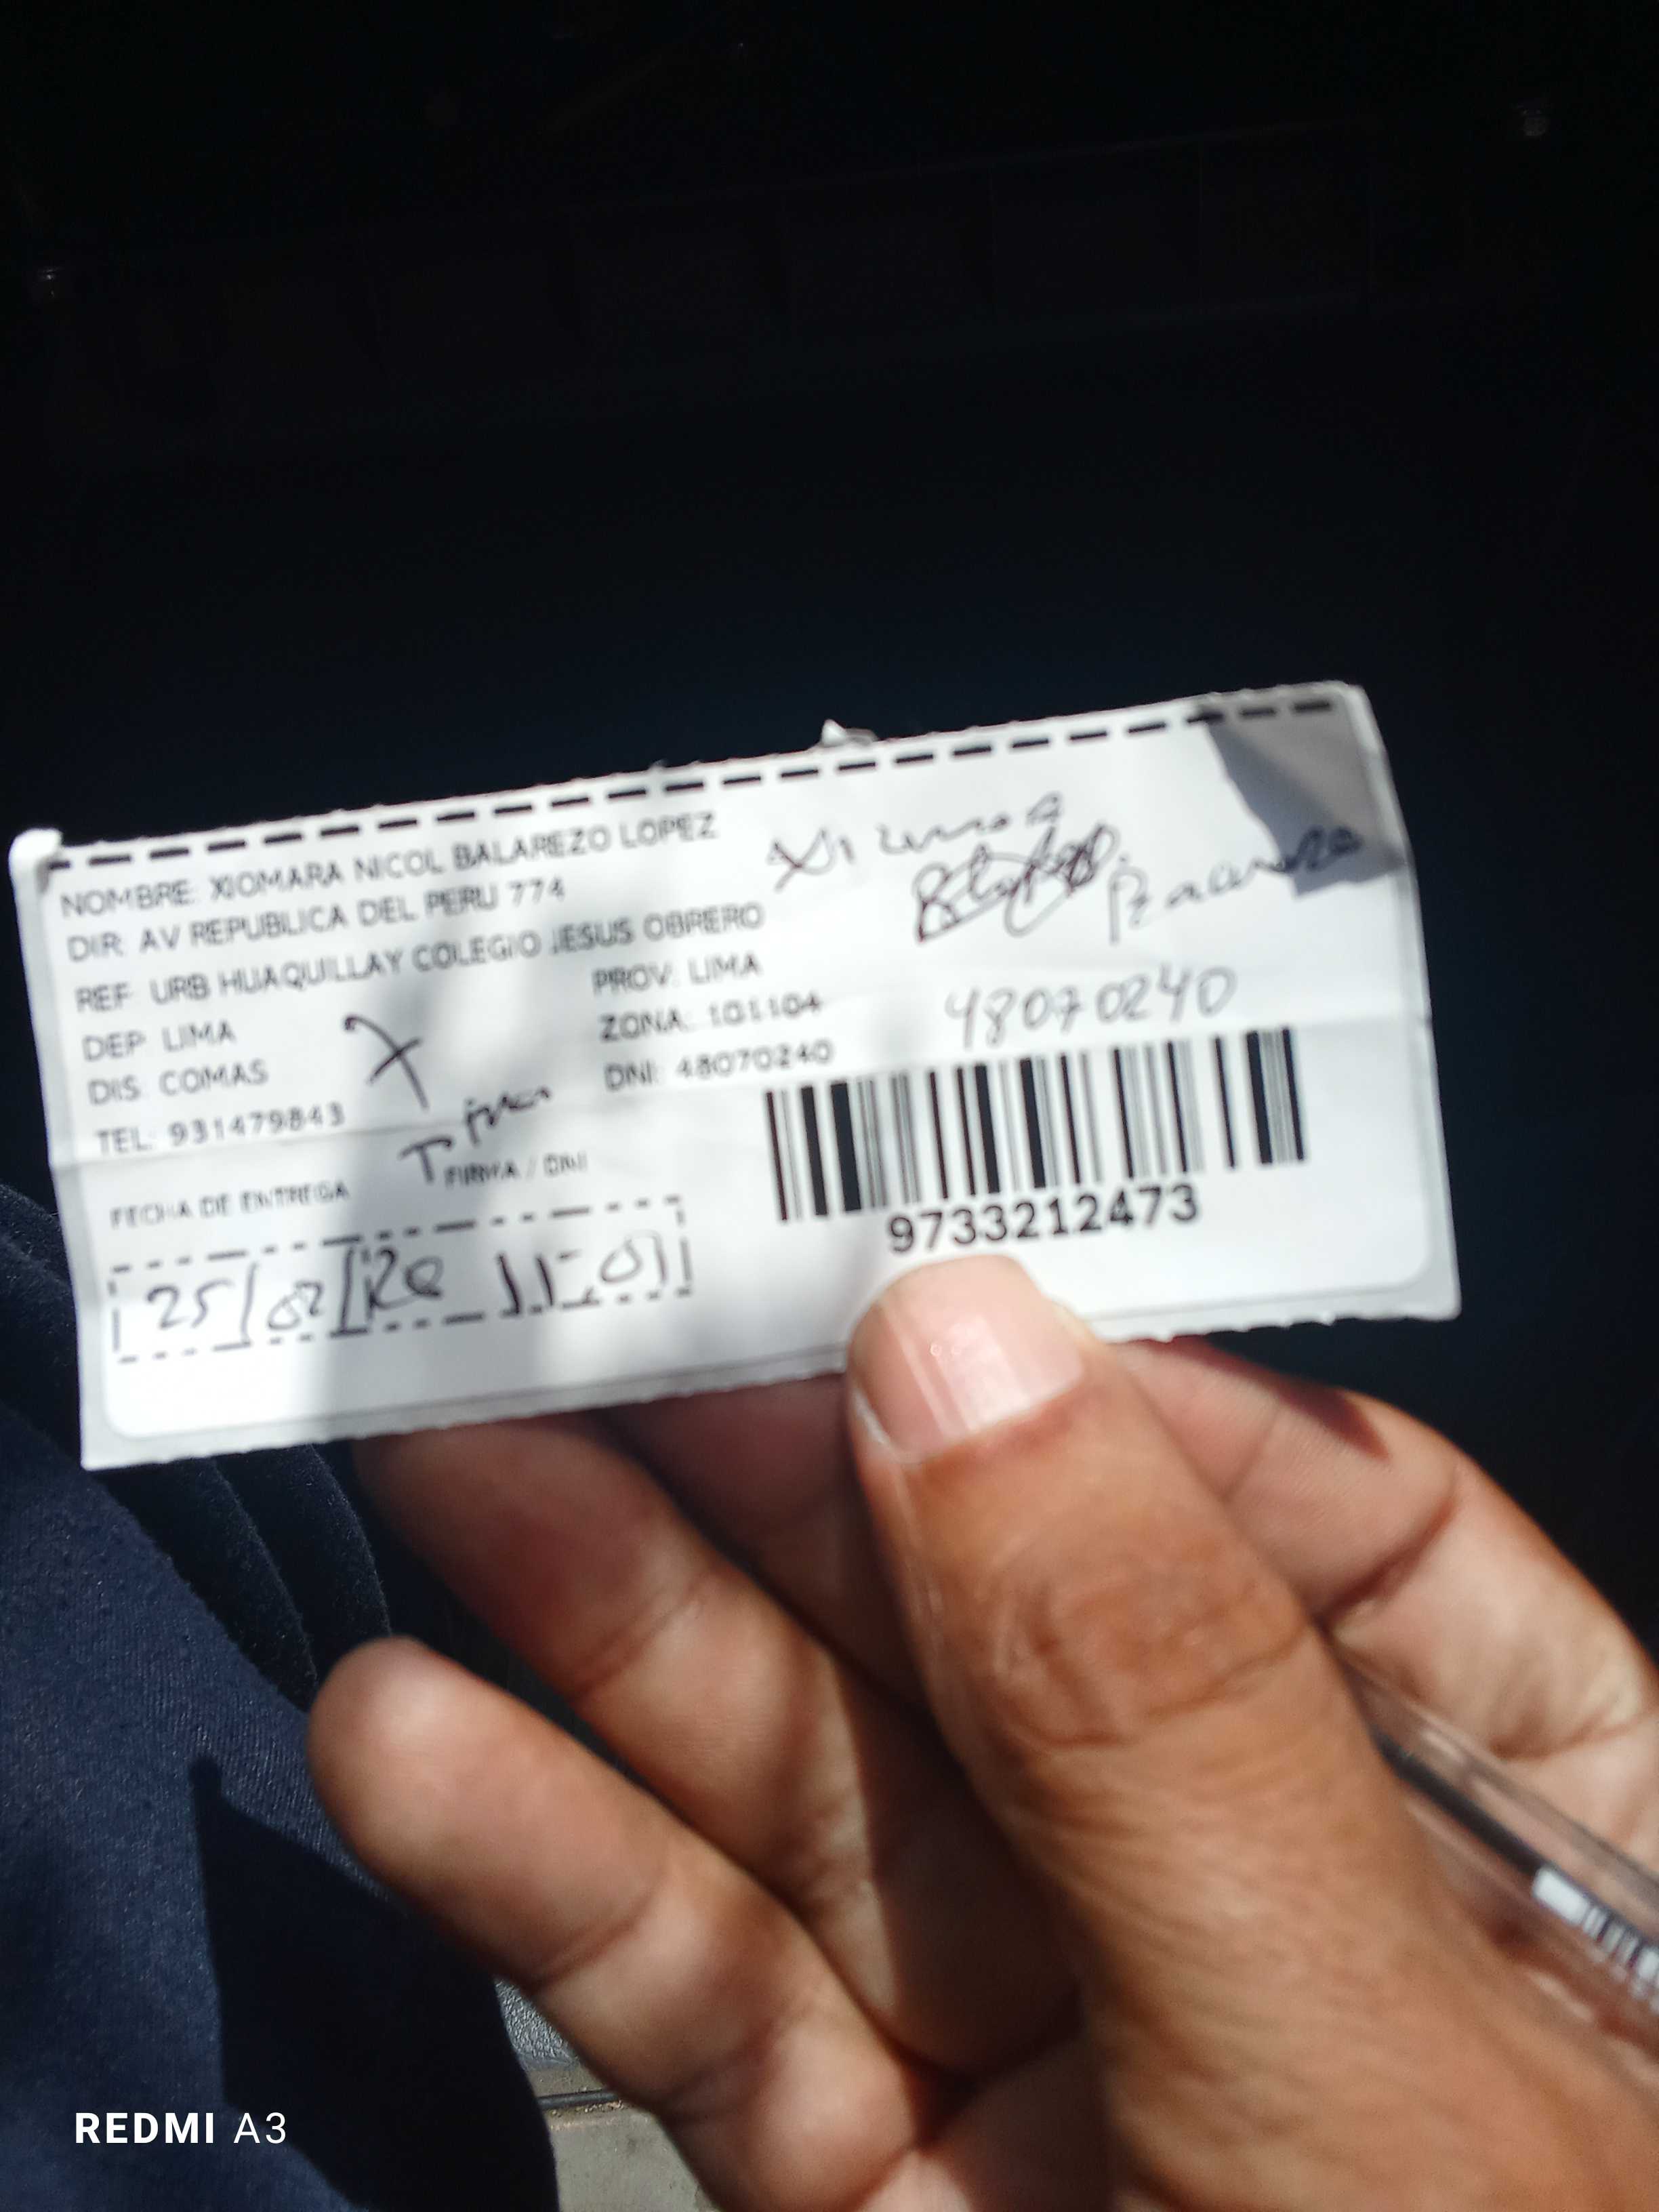 NOMBRE: XIOMARA NICOL BALAREZO LOPEZ
DIR: AV REPUBLICA DEL PERU 774
REF: URB HUAQUILLAY COLEGIO JESUS OBRERO
DEP: LIMA PROV: LIMA
DIS: COMAS ZONA: 101104
TEL: 931479843 DNI: 48070240
X
48070240
FECHA DE ENTREGA FIRMA / DNI
25/02/
9733212473
REDMI A3